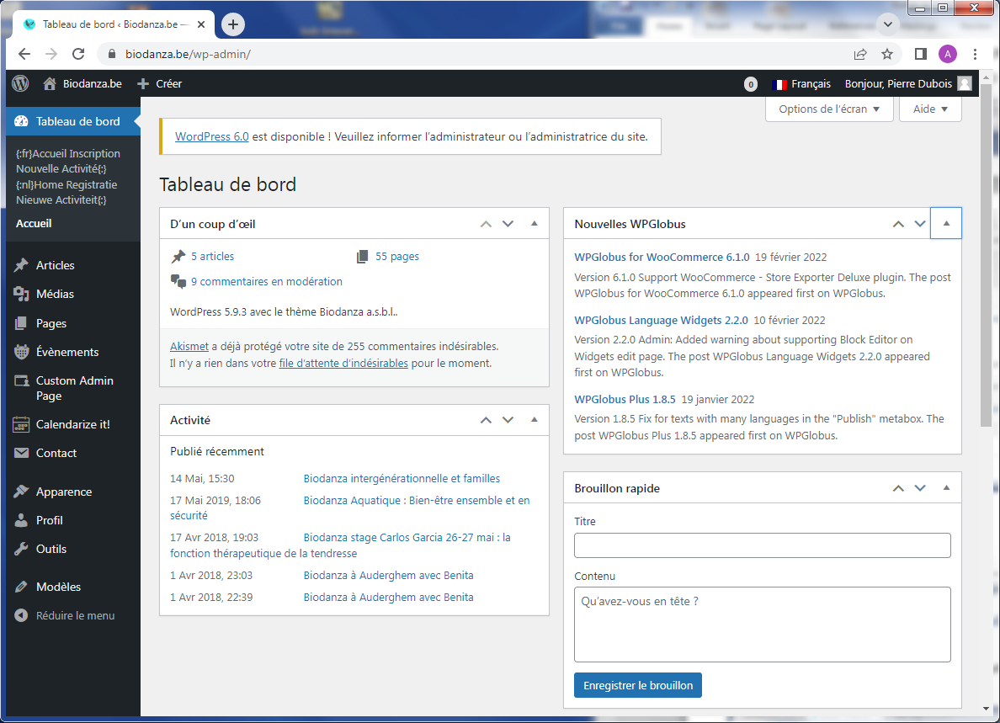 Tableau de bord ‹ Biodanza.be —
biodanza.be/wp-admin/
A
Biodanza.be
Créer
0
Français
Bonjour, Pierre Dubois
Tableau de bord
Options de l'écran
Aide
WordPress 6.0 est disponible ! Veuillez informer l’administrateur ou l’administratrice du site.
{:fr}Accueil Inscription
Nouvelle Activité{:}
{:nl}Home Registratie
Nieuwe Activiteit{:}
Accueil
Articles
Médias
Pages
Évènements
Custom Admin
Page
Calendarize it!
Contact
Apparence
Profil
Outils
Modèles
Réduire le menu
Tableau de bord
D’un coup d’œil
5 articles
55 pages
9 commentaires en modération
WordPress 5.9.3 avec le thème Biodanza a.s.b.l..
Akismet a déjà protégé votre site de 255 commentaires indésirables.
Il n’y a rien dans votre file d’attente d’indésirables pour le moment.
Activité
Publié récemment
14 Mai, 15:30 Biodanza intergénérationnelle et familles
17 Mai 2019, 18:06 Biodanza Aquatique : Bien-être ensemble et en
sécurité
17 Avr 2018, 19:03 Biodanza stage Carlos Garcia 26-27 mai : la
fonction thérapeutique de la tendresse
1 Avr 2018, 23:03 Biodanza à Auderghem avec Benita
1 Avr 2018, 22:39 Biodanza à Auderghem avec Benita
Nouvelles WPGlobus
WPGlobus for WooCommerce 6.1.0 19 février 2022
Version 6.1.0 Support WooCommerce - Store Exporter Deluxe plugin. The post
WPGlobus for WooCommerce 6.1.0 appeared first on WPGlobus.
WPGlobus Language Widgets 2.2.0 10 février 2022
Version 2.2.0 Admin: Added warning about supporting Block Editor on
Widgets edit page. The post WPGlobus Language Widgets 2.2.0 appeared
first on WPGlobus.
WPGlobus Plus 1.8.5 19 janvier 2022
Version 1.8.5 Fix for texts with many languages in the "Publish" metabox. The
post WPGlobus Plus 1.8.5 appeared first on WPGlobus.
Brouillon rapide
Titre
Contenu
Qu’avez-vous en tête ?
Enregistrer le brouillon